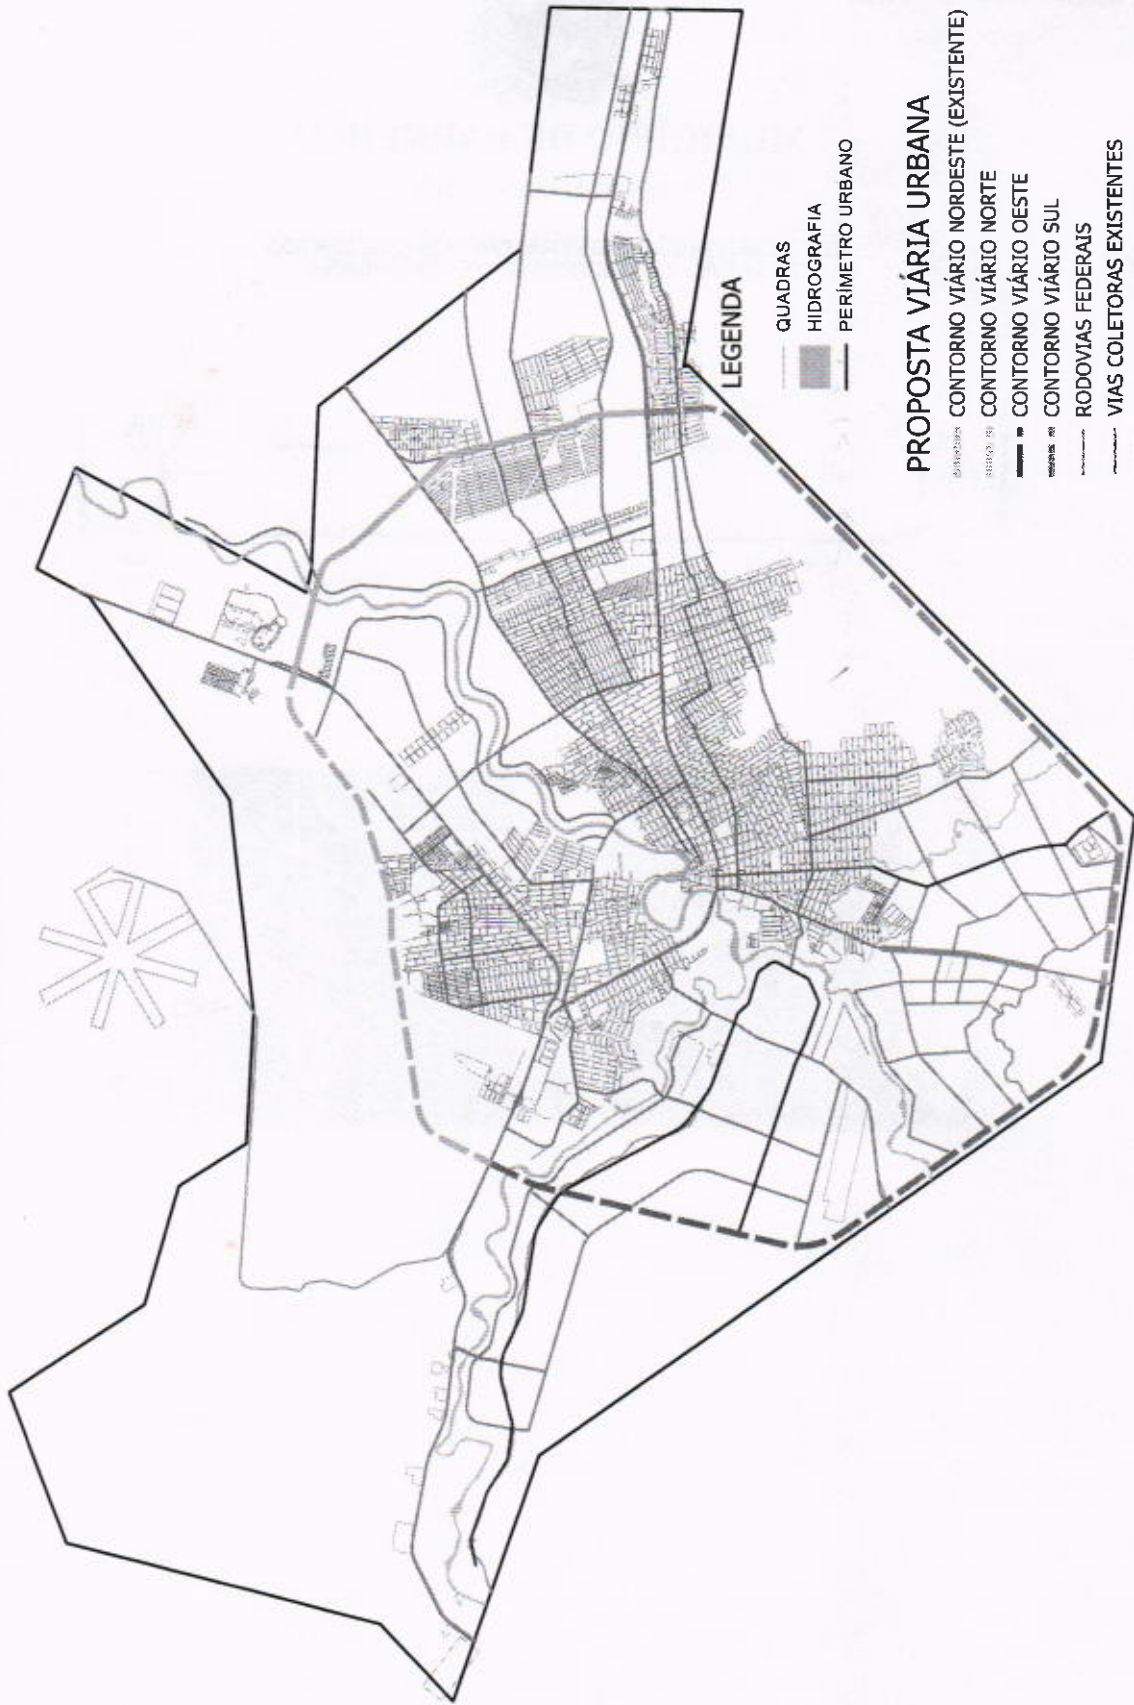 LEGENDA
QUADRAS
HIDROGRAFIA
PERÍMETRO URBANO
PROPOSTA VIÁRIA URBANA
CONTORNO VIÁRIO NORDESTE (EXISTENTE)
CONTORNO VIÁRIO NORTE
CONTORNO VIÁRIO OESTE
CONTORNO VIÁRIO SUL
RODOVIAS FEDERAIS
VIAS COLETORAS EXISTENTES